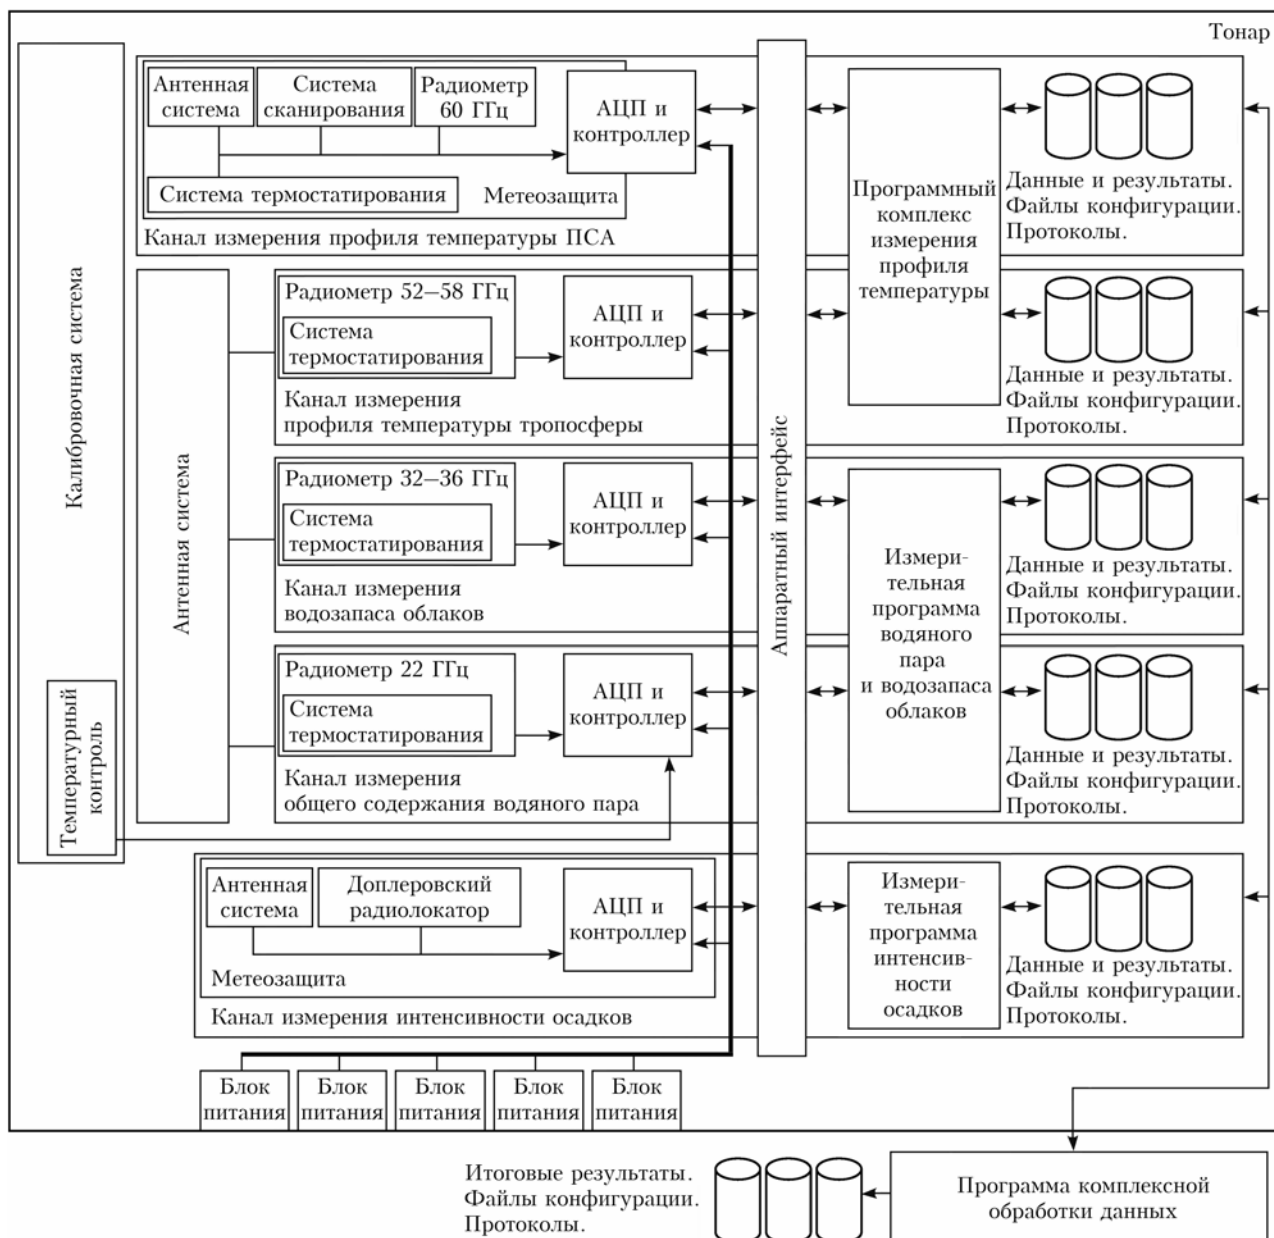 Тонар
Калибровочная система
Температурный
контроль
Антенная
система
Система
сканирования
Радиометр
60 ГГц
АЦП и
контроллер
Система термостатирования
Метеозащита
Канал измерения профиля температуры ПСА
Антенная система
Радиометр 52–58 ГГц
Система
термостатирования
АЦП и
контроллер
Канал измерения
профиля температуры тропосферы
Радиометр 32–36 ГГц
Система
термостатирования
АЦП и
контроллер
Канал измерения
водозапаса облаков
Радиометр 22 ГГц
Система
термостатирования
АЦП и
контроллер
Канал измерения
общего содержания водяного пара
Антенная
система
Доплеровский
радиолокатор
АЦП и
контроллер
Метеозащита
Канал измерения интенсивности осадков
Аппаратный интерфейс
Программный
комплекс
измерения
профиля
температуры
Данные и результаты.
Файлы конфигурации.
Протоколы.
Данные и результаты.
Файлы конфигурации.
Протоколы.
Измери-
тельная
программа
водяного
пара
и водозапаса
облаков
Данные и результаты.
Файлы конфигурации.
Протоколы.
Данные и результаты.
Файлы конфигурации.
Протоколы.
Измери-
тельная
программа
интенсив-
ности
осадков
Данные и результаты.
Файлы конфигурации.
Протоколы.
Блок
питания
Блок
питания
Блок
питания
Блок
питания
Блок
питания
Итоговые результаты.
Файлы конфигурации.
Протоколы.
Программа комплексной
обработки данных